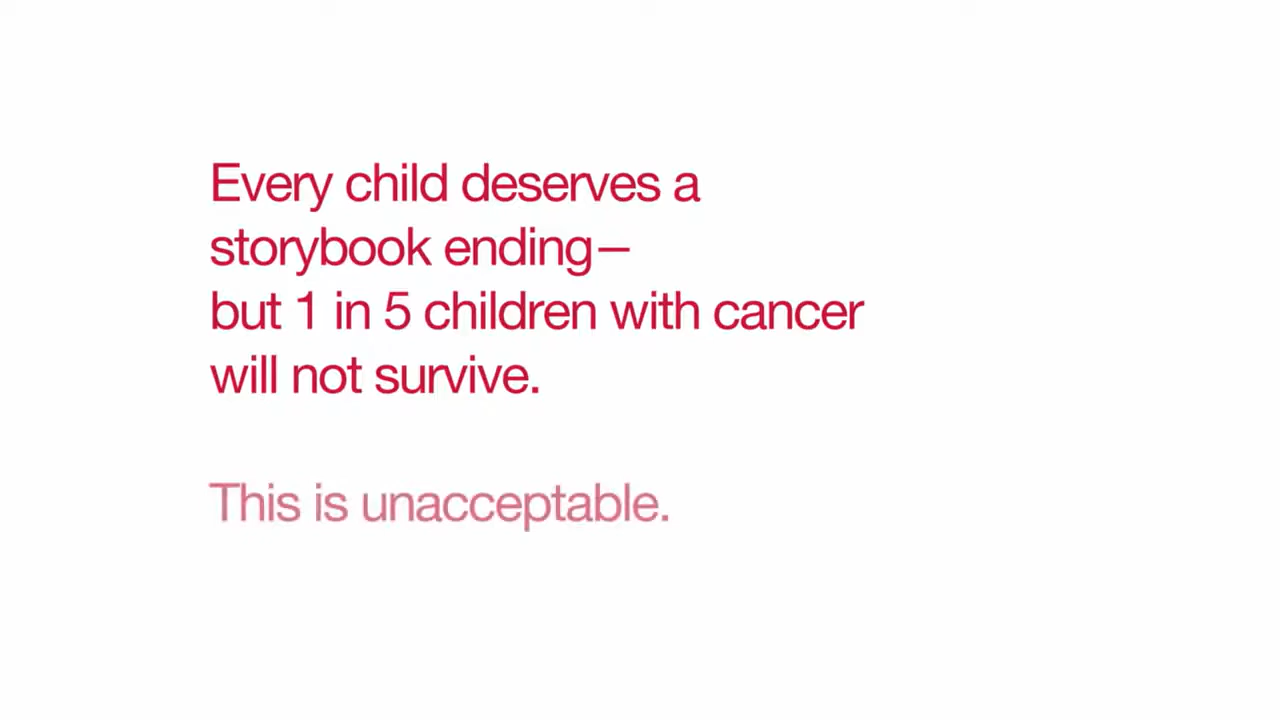 Every child deserves a
storybook ending—
but 1 in 5 children with cancer
will not survive.
This is unacceptable.